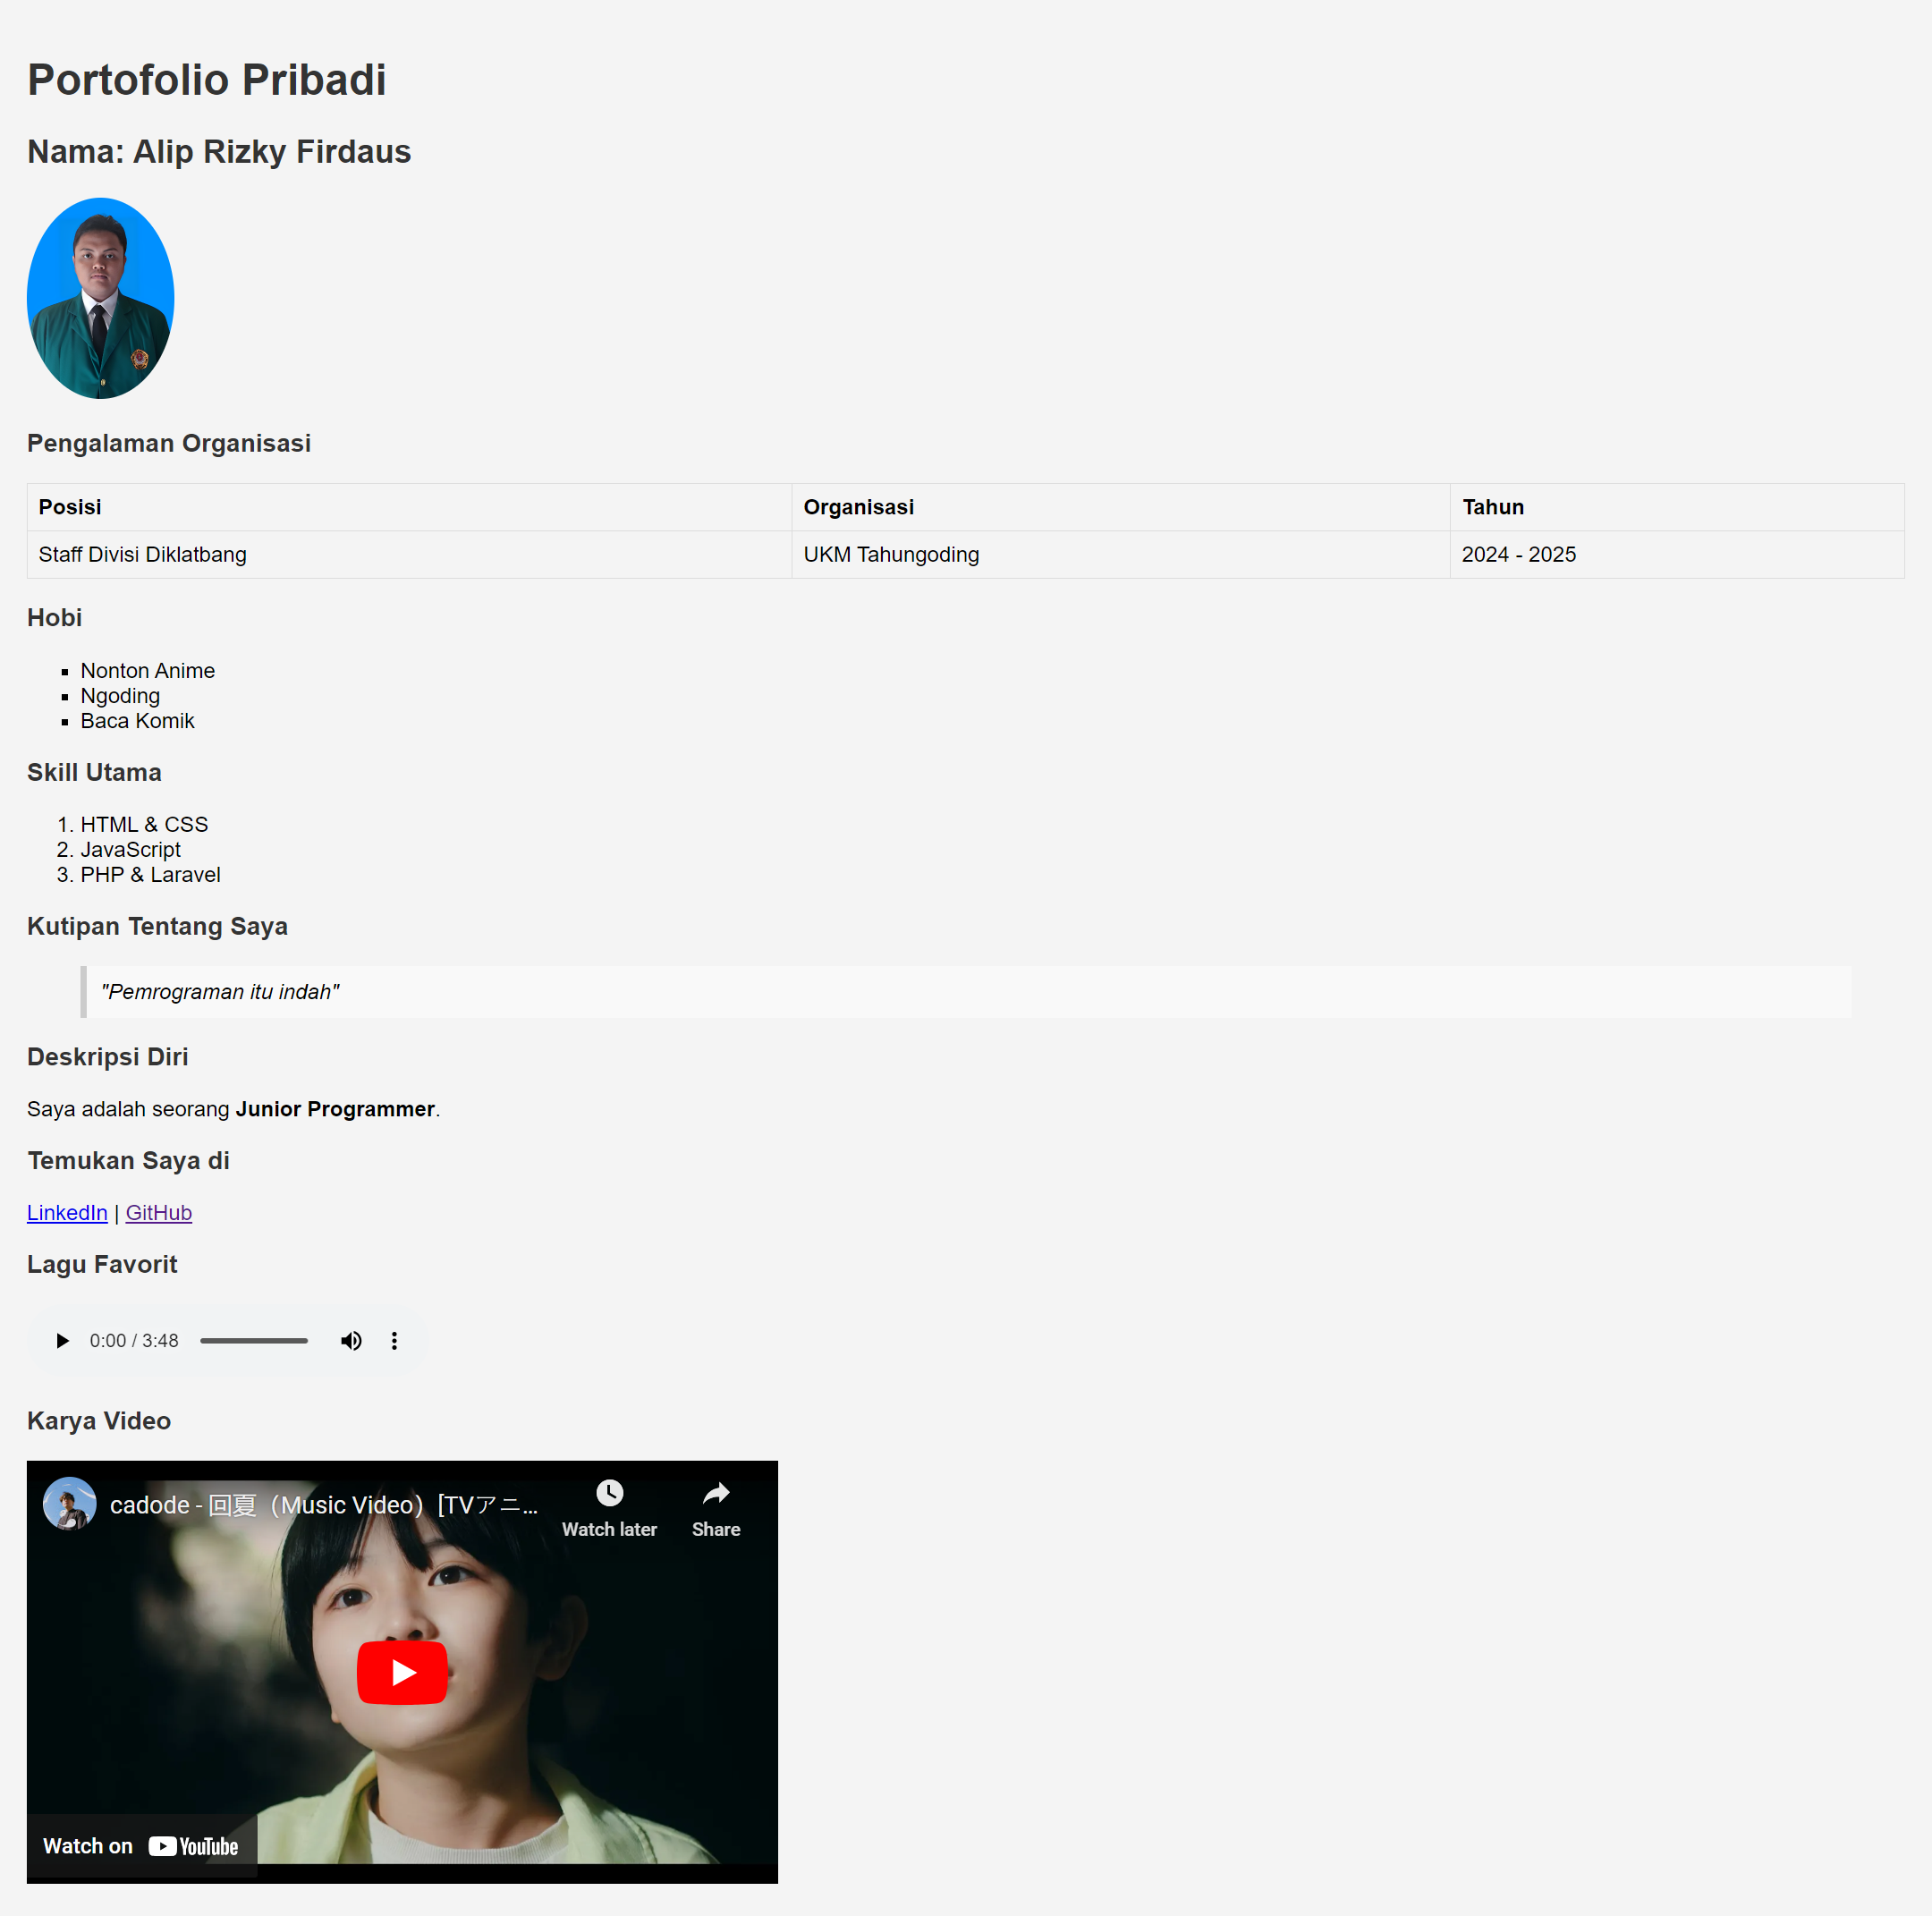 Portofolio Pribadi
Nama: Alip Rizky Firdaus
Pengalaman Organisasi
Posisi Organisasi Tahun
Staff Divisi Diklatbang UKM Tahungoding 2024 - 2025
Hobi
▪ Nonton Anime
▪ Ngoding
▪ Baca Komik
Skill Utama
1. HTML & CSS
2. JavaScript
3. PHP & Laravel
Kutipan Tentang Saya
"Pemrograman itu indah"
Deskripsi Diri
Saya adalah seorang Junior Programmer.
Temukan Saya di
LinkedIn | GitHub
Lagu Favorit
0:00 / 3:48
Karya Video
cadode - 回夏（Music Video）[TVアニ...
Watch later
Share
Watch on YouTube